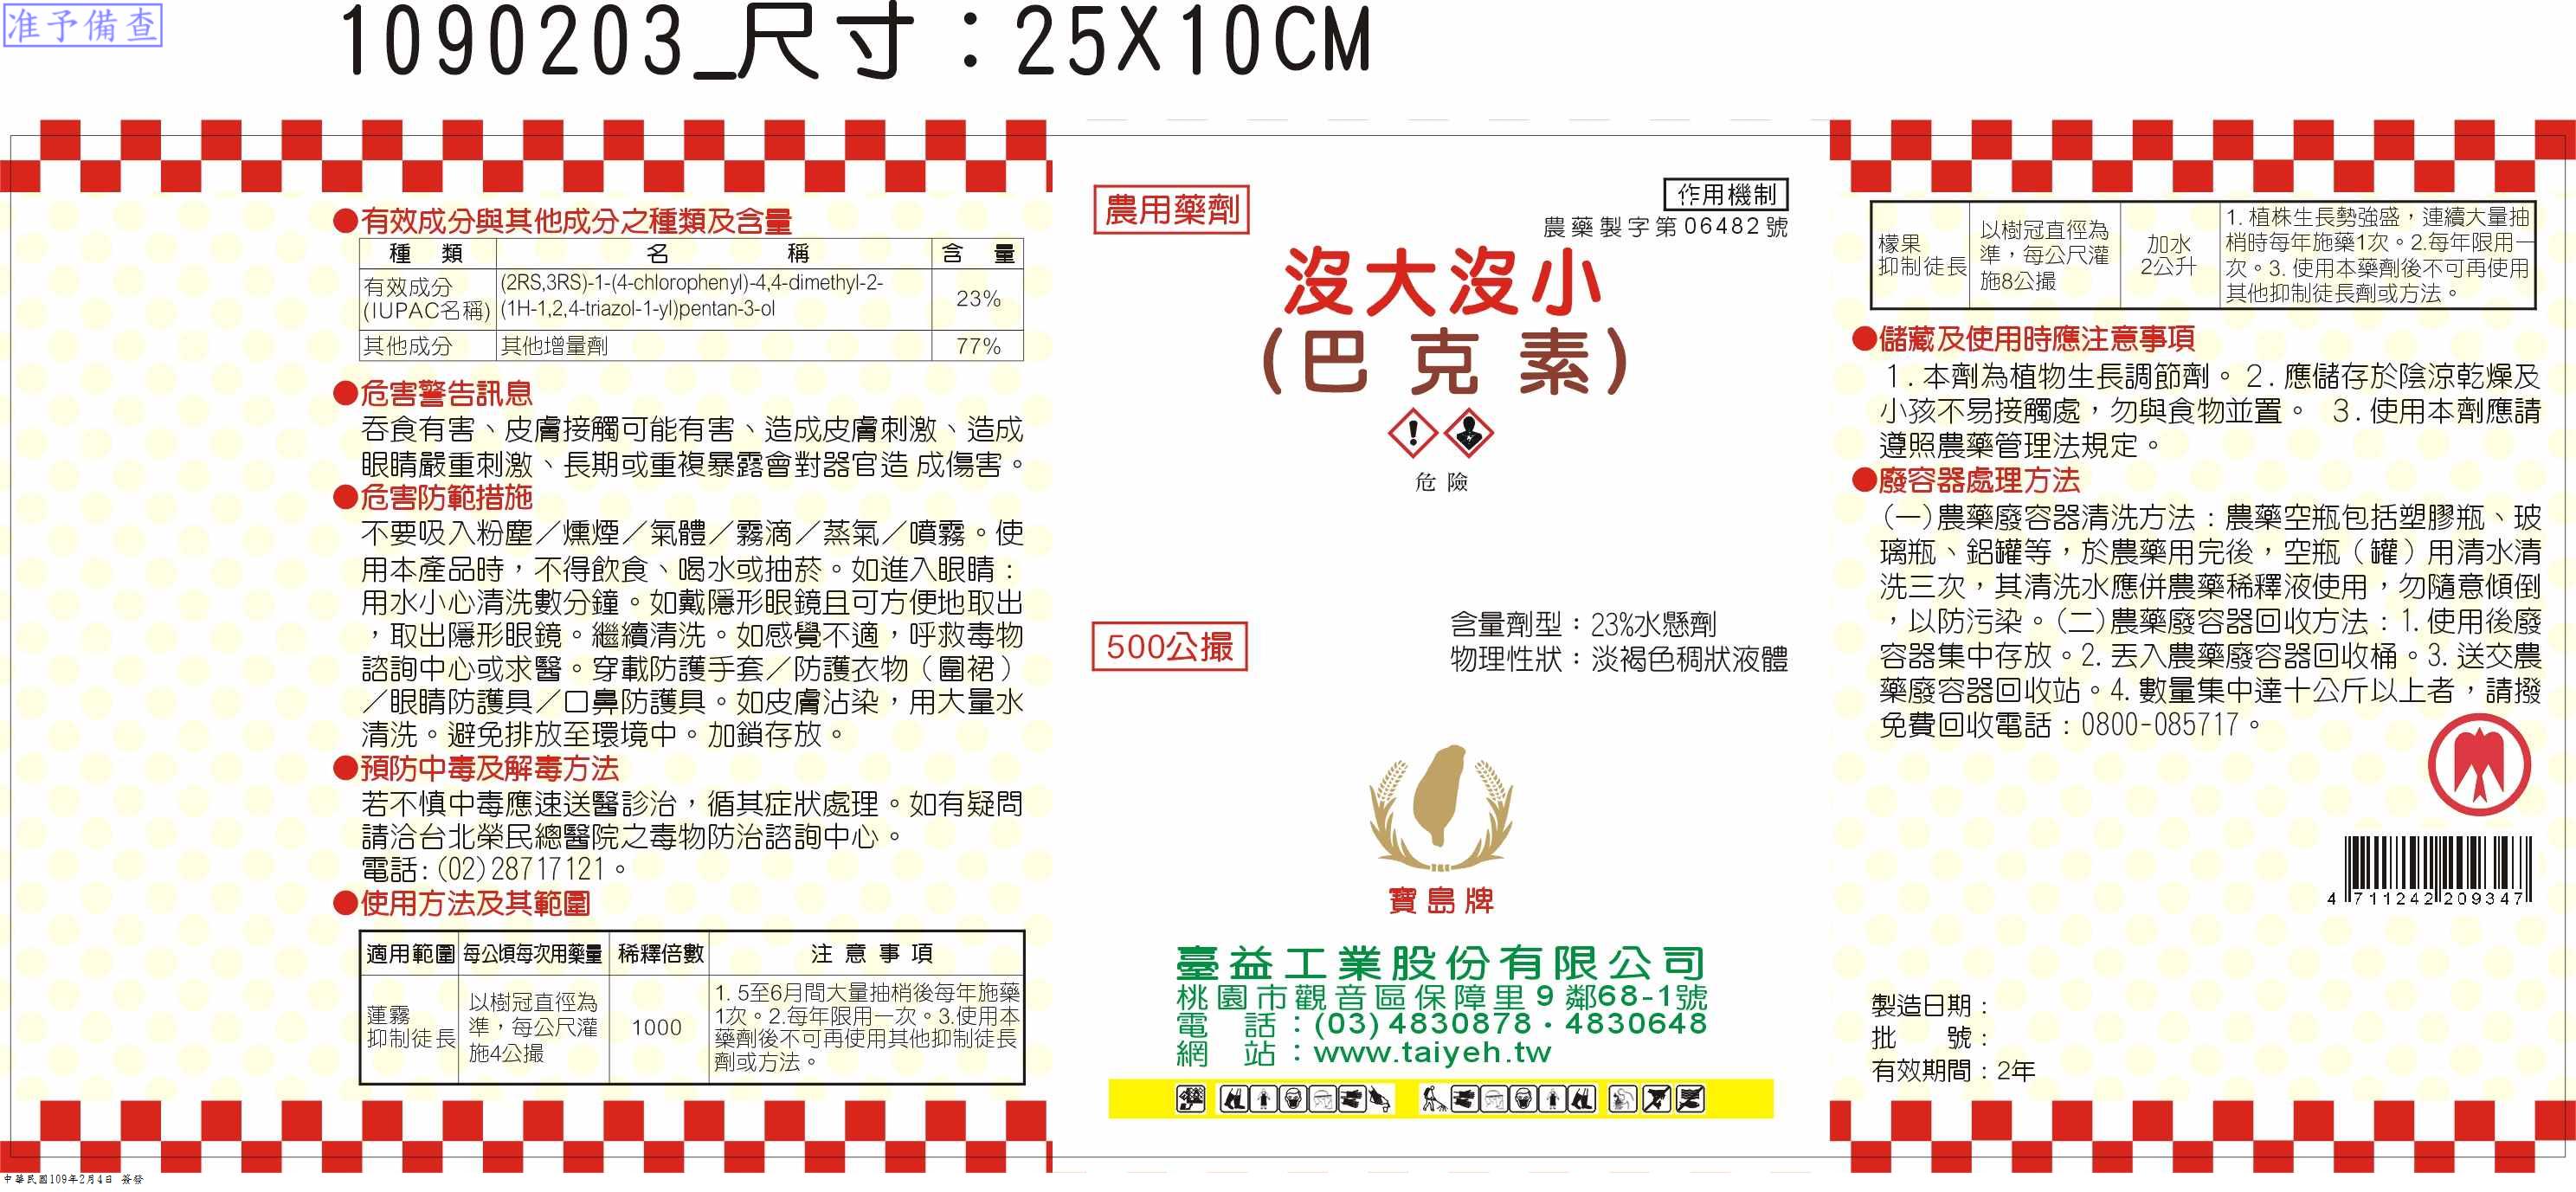 准予備查
1090203_尺寸：25X10CM
●有效成分與其他成分之種類及含量
種 類 名 稱 含 量
有效成分
(IUPAC名稱)
(2RS,3RS)-1-(4-chlorophenyl)-4,4-dimethyl-2-
(1H-1,2,4-triazol-1-yl)pentan-3-ol
23%
其他成分 其他增量劑 77%
●危害警告訊息
吞食有害、皮膚接觸可能有害、造成皮膚刺激、造成
眼睛嚴重刺激、長期或重複暴露會對器官造 成傷害。
●危害防範措施
不要吸入粉塵／燻煙／氣體／霧滴／蒸氣／噴霧。使
用本產品時，不得飲食、喝水或抽菸。如進入眼睛：
用水小心清洗數分鐘。如戴隱形眼鏡且可方便地取出
，取出隱形眼鏡。繼續清洗。如感覺不適，呼救毒物
諮詢中心或求醫。穿載防護手套／防護衣物（圍裙）
／眼睛防護具／口鼻防護具。如皮膚沾染，用大量水
清洗。避免排放至環境中。加鎖存放。
●預防中毒及解毒方法
若不慎中毒應速送醫診治，循其症狀處理。如有疑問
請洽台北榮民總醫院之毒物防治諮詢中心。
電話:(02)28717121。
●使用方法及其範圍
適用範圍 每公頃每次用藥量 稀釋倍數 注 意 事 項
蓮霧
抑制徒長
以樹冠直徑為
準，每公尺灌
施4公撮
1000
1. 5至6月間大量抽梢後每年施藥
1次。2.每年限用一次。3.使用本
藥劑後不可再使用其他抑制徒長
劑或方法。
農用藥劑
作用機制
農藥製字第06482號
沒大沒小
(巴克素)
危險
500公撮
含量劑型：23%水懸劑
物理性狀：淡褐色稠狀液體
寶島牌
臺益工業股份有限公司
桃園市觀音區保障里9鄰68-1號
電 話：(03)4830878・4830648
網 站：www.taiyeh.tw
檬果
抑制徒長
以樹冠直徑為
準，每公尺灌
施8公撮
加水
2公升
1. 植株生長勢強盛，連續大量抽
梢時每年施藥1次。2.每年限用一
次。3. 使用本藥劑後不可再使用
其他抑制徒長劑或方法。
●儲藏及使用時應注意事項
1.本劑為植物生長調節劑。2.應儲存於陰涼乾燥及
小孩不易接觸處，勿與食物並置。 3.使用本劑應請
遵照農藥管理法規定。
●廢容器處理方法
(一)農藥廢容器清洗方法：農藥空瓶包括塑膠瓶、玻
璃瓶、鋁罐等，於農藥用完後，空瓶（罐）用清水清
洗三次，其清洗水應併農藥稀釋液使用，勿隨意傾倒
，以防污染。(二)農藥廢容器回收方法：1.使用後廢
容器集中存放。2.丟入農藥廢容器回收桶。3.送交農
藥廢容器回收站。4.數量集中達十公斤以上者，請撥
免費回收電話：0800-085717。
4 711242 209347
製造日期：
批 號：
有效期間：2年
中華民國109年2月4日 簽發